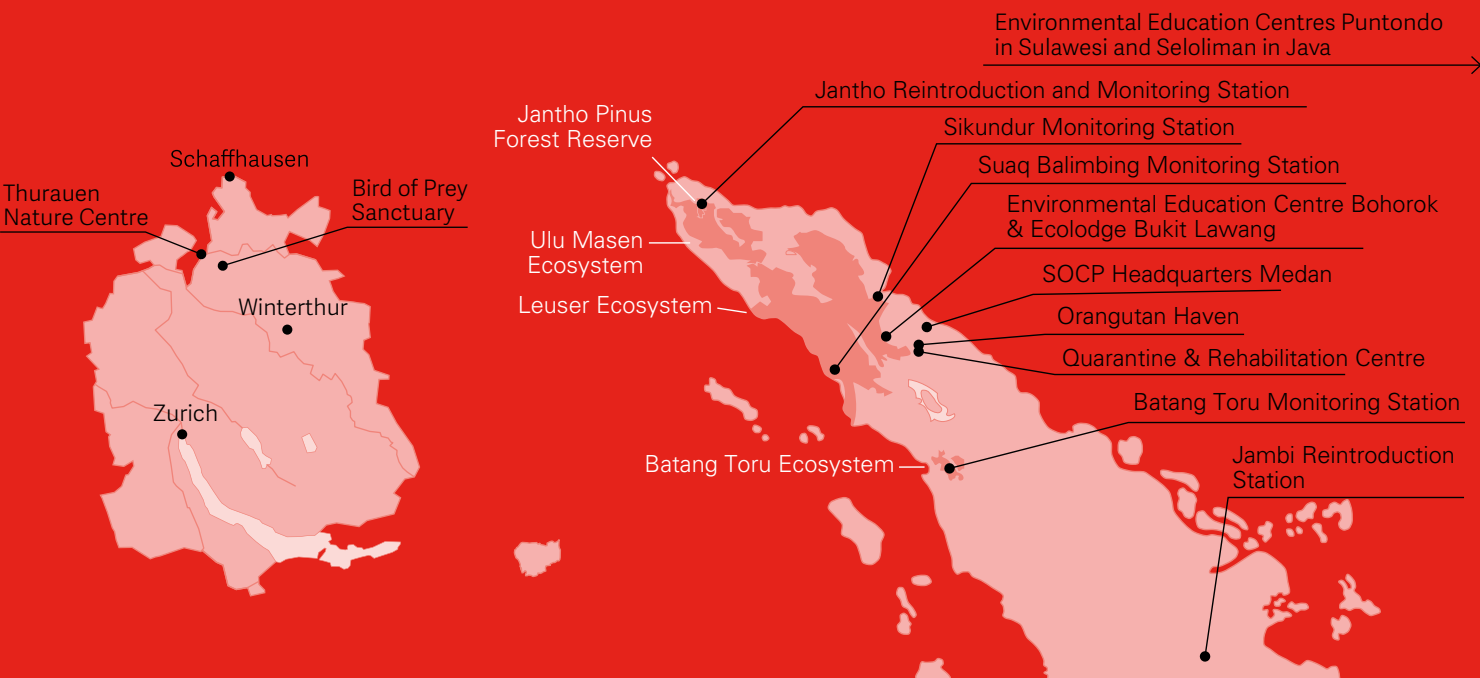 Schaffhausen
Thurauen
Nature Centre
Bird of Prey
Sanctuary
Winterthur
Zurich
Environmental Education Centres Puntondo
in Sulawesi and Seloliman in Java
Jantho Reintroduction and Monitoring Station
Jantho Pinus
Forest Reserve
Sikundur Monitoring Station
Suaq Balimbing Monitoring Station
Environmental Education Centre Bohorok
& Ecolodge Bukit Lawang
Ulu Masen
Ecosystem
SOCP Headquarters Medan
Leuser Ecosystem
Orangutan Haven
Quarantine & Rehabilitation Centre
Batang Toru Monitoring Station
Batang Toru Ecosystem
Jambi Reintroduction
Station